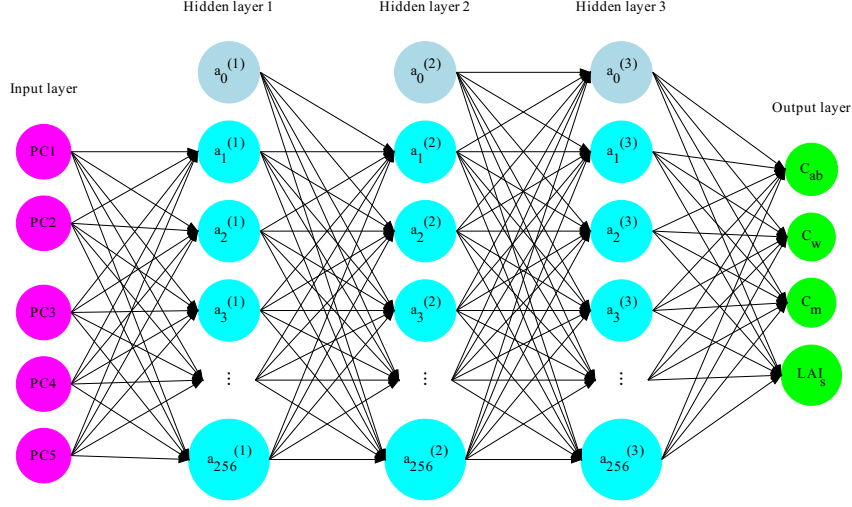 Hidden layer 1
Hidden layer 2
Hidden layer 3
Input layer
Output layer
PC1
PC2
PC3
PC4
PC5
a0(1)
a1(1)
a2(1)
a3(1)
⋮
a256(1)
a0(2)
a1(2)
a2(2)
a3(2)
⋮
a256(2)
a0(3)
a1(3)
a2(3)
a3(3)
⋮
a256(3)
Cab
Cw
Cm
LAIs